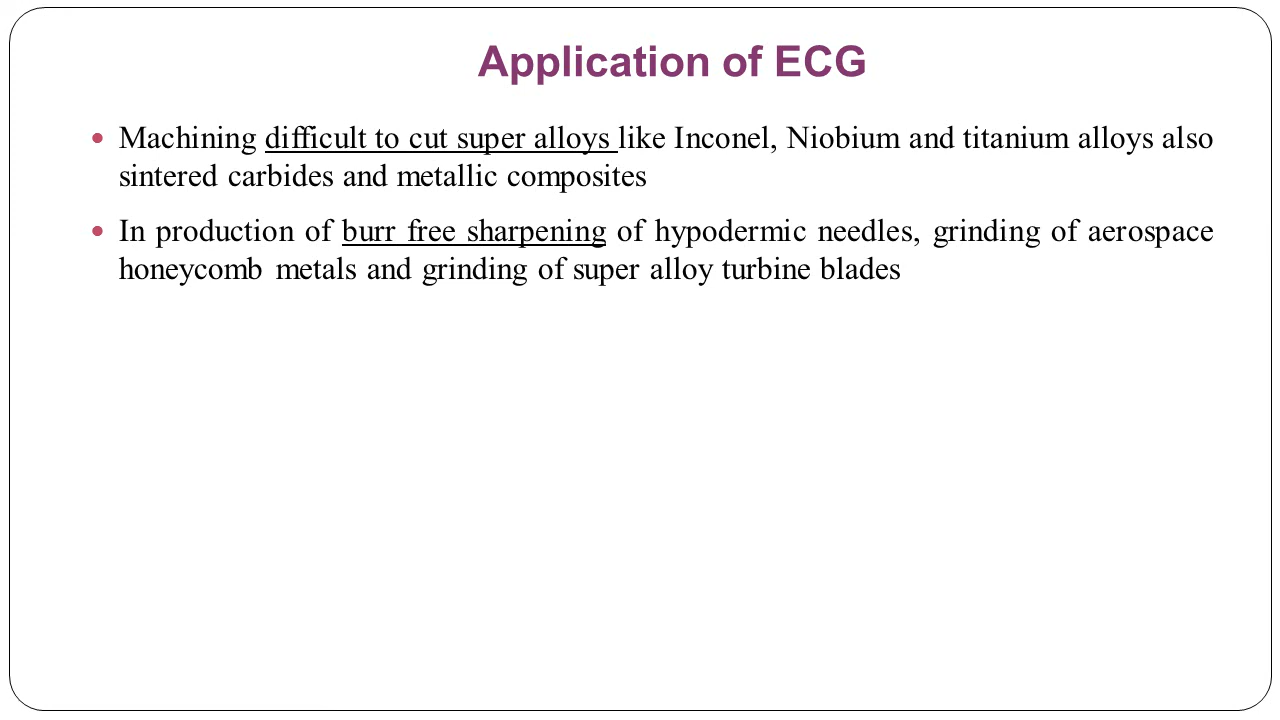 Application of ECG
Machining difficult to cut super alloys like Inconel, Niobium and titanium alloys also
sintered carbides and metallic composites
In production of burr free sharpening of hypodermic needles, grinding of aerospace
honeycomb metals and grinding of super alloy turbine blades